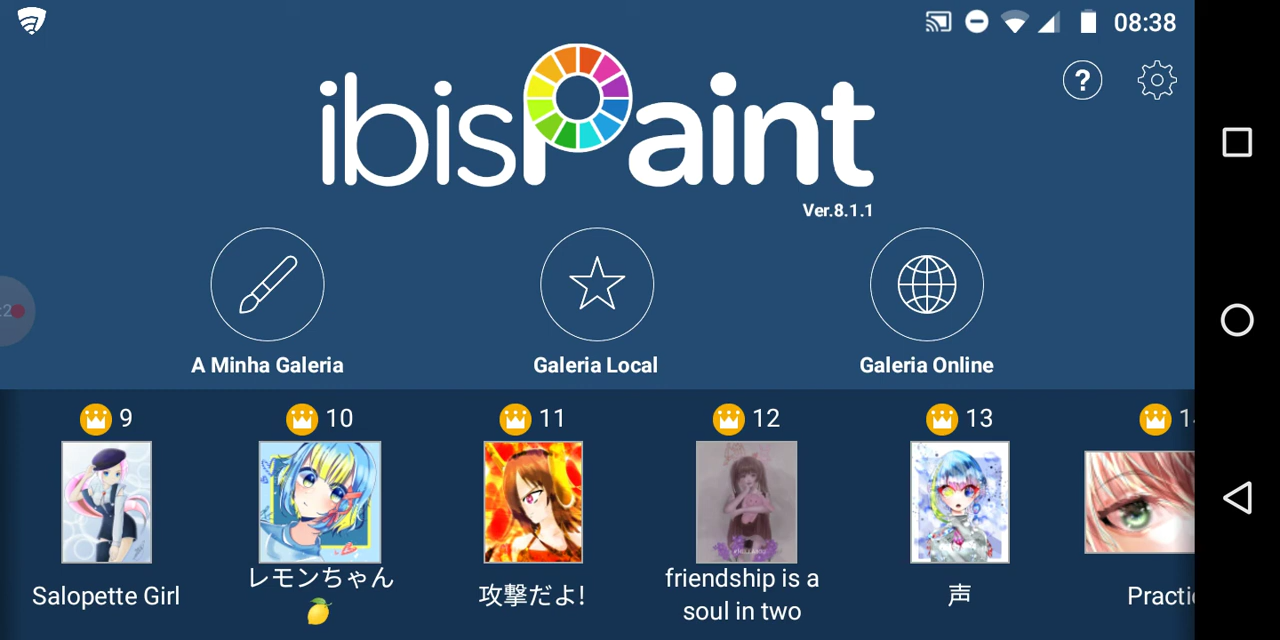 08:38
ibisPaint
?
Ver.8.1.1
A Minha Galeria
Galeria Local
Galeria Online
9
10
11
12
13
Salopette Girl
レモンちゃん
🍋
攻撃だよ!
friendship is a
soul in two
声
Practic